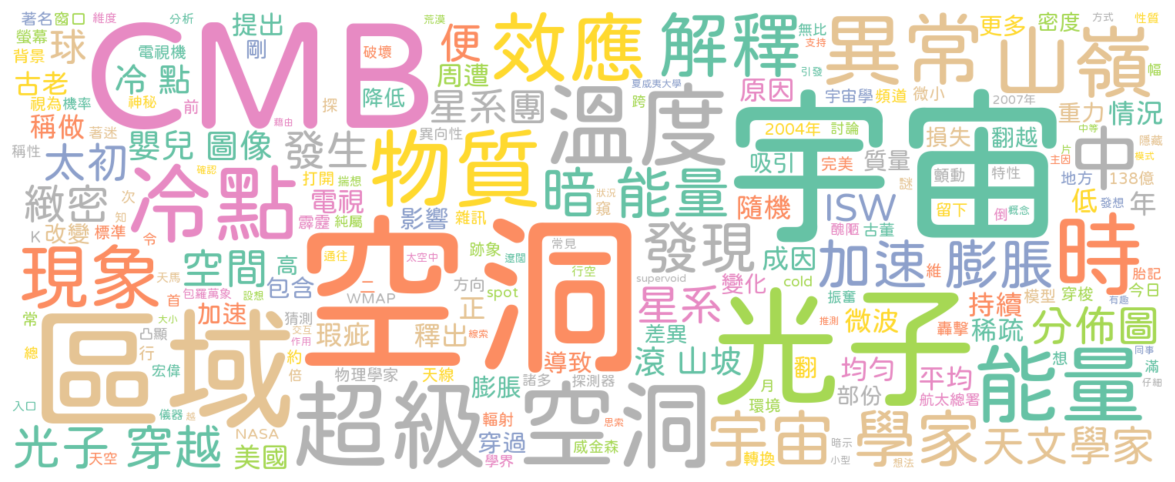 著名 窗口 維度 分析
螢幕 球 提出 荒漠
背景 電視機 剛 破壞 便 效應 解釋 無比 支持 異常 山嶺 更多 密度 方式 性質
古老 冷 點 CMB 周遭 夏威夷大學 引發 幅
視為 機率 神秘 前 探 降低 星系團 跨 原因 宇宙學 頻道 微小 2007年 重力 情況
稱做 著迷 藉由 異向性 溫度 宇宙 2004年 討論 損失 翻越 中等 隱藏
稱性 太初 嬰兒 圖像 發生 物質 吸引 完美 質量 片 主因 中 模式
確認 打開 揣想 狀況 暗 能量 謎 顫動 特性 地方 138億
緻密 次 冷點 電視 窺 隨機 ISW 留下 倒 概念 低 發想 年
知 霹靂 純屬 影響 雜訊 醜陋 古董
K 改變 標準 令 跡象 常見 發現 成因 加速 膨脹 時
現象 天馬 空間 高 通往 太空中 遼闊 空洞 行空 維 胎記
包羅萬象 設想 包含 二 方向 spot supervoid 變化 cold 振奮 持續 模型 穿梭 今日
首 WMAP 正 星系 有趣
常 區域 大小 加速 猜測 交互 瑕疵 釋出 線索 差異 光子 推測 微波 轟擊 稀疏 分佈圖
總 凸顯 作用 導致 滾 山坡 同事
行 約 天線 翻 均勻 想 滿
宏偉 倍 物理學家 膨脹 諸多 探測器 月 部份 平均 能量 仔細
入口 儀器 越 超級 空洞 環境 航太總署
光子 穿越 NASA 輻射 思索 宇宙 學家 天文學家
天空 美國 穿過 威金森 轉換 暗示
學界 小型 想法